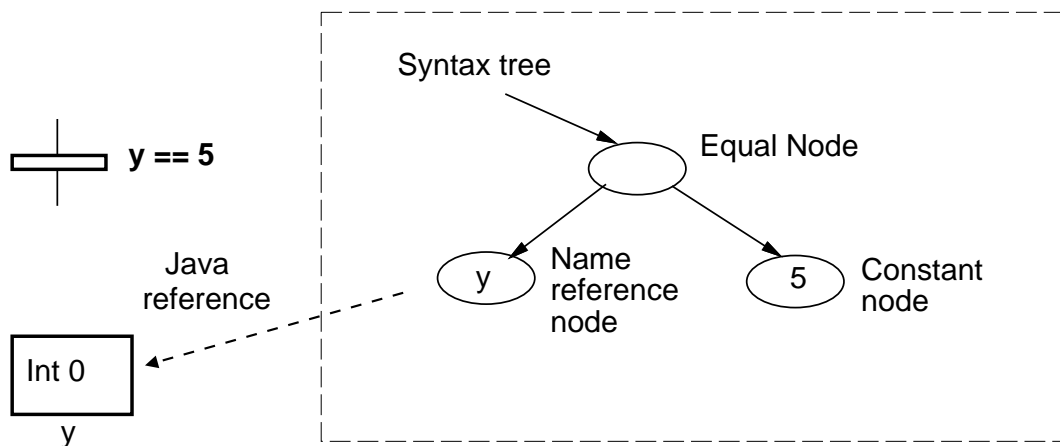 Syntax tree
Equal Node
y == 5
Java
reference
y
Name
reference
node
5
Constant
node
Int 0
y